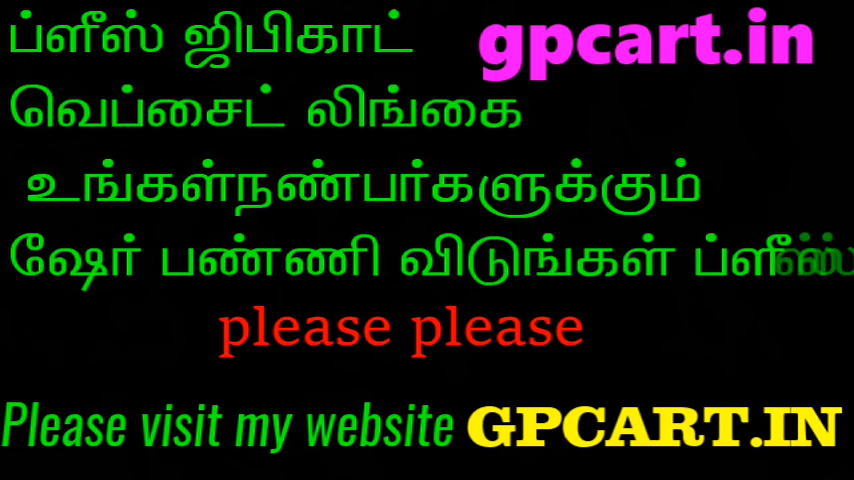 ப்ளீஸ் ஜிபிகாட் gpcart.in
வெப்சைட் லிங்கை
உங்கள்நண்பர்களுக்கும்
ஷேர் பண்ணி விடுங்கள்
please please
Please visit my website GPCART.IN